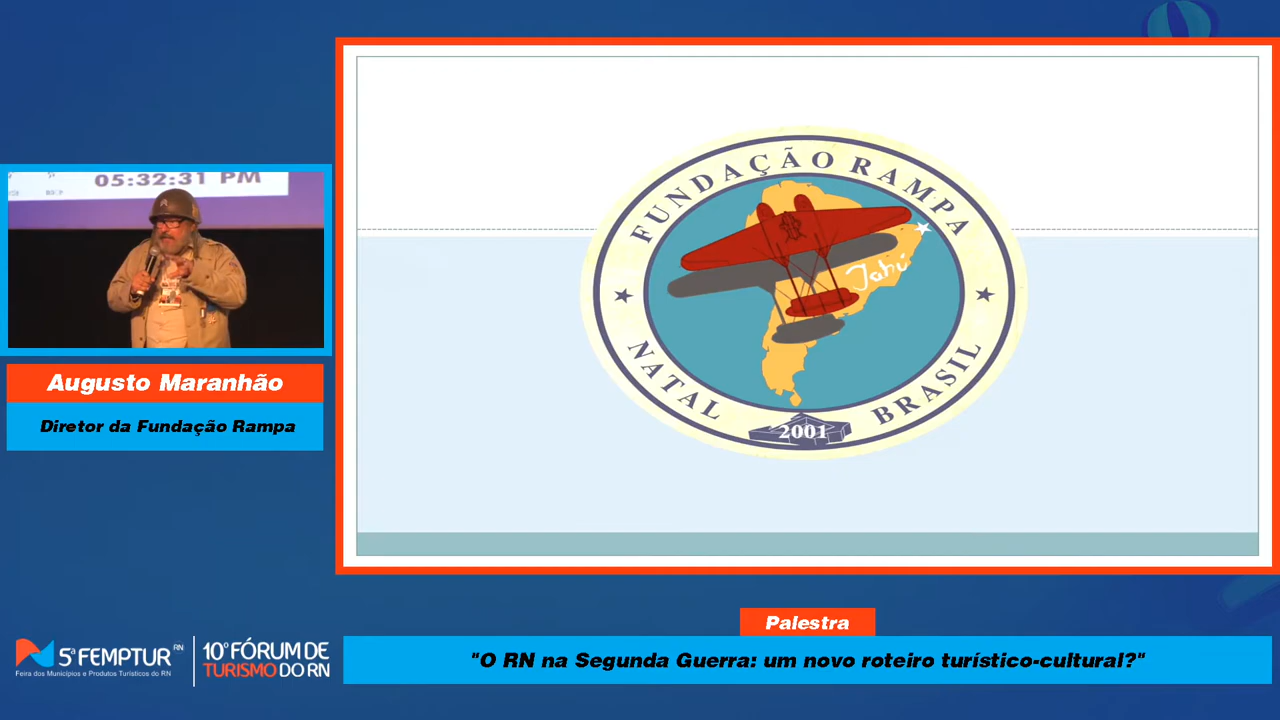 05:32:31 PM
Augusto Maranhão
Diretor da Fundação Rampa
FUNDAÇÃO RAMPA
Jahú
NATAL BRASIL
2001
5ª FEMPTUR RN
Feira dos Municípios e Produtos Turísticos do RN
10º FÓRUM DE
TURISMO DO RN
Palestra
"O RN na Segunda Guerra: um novo roteiro turístico-cultural?"